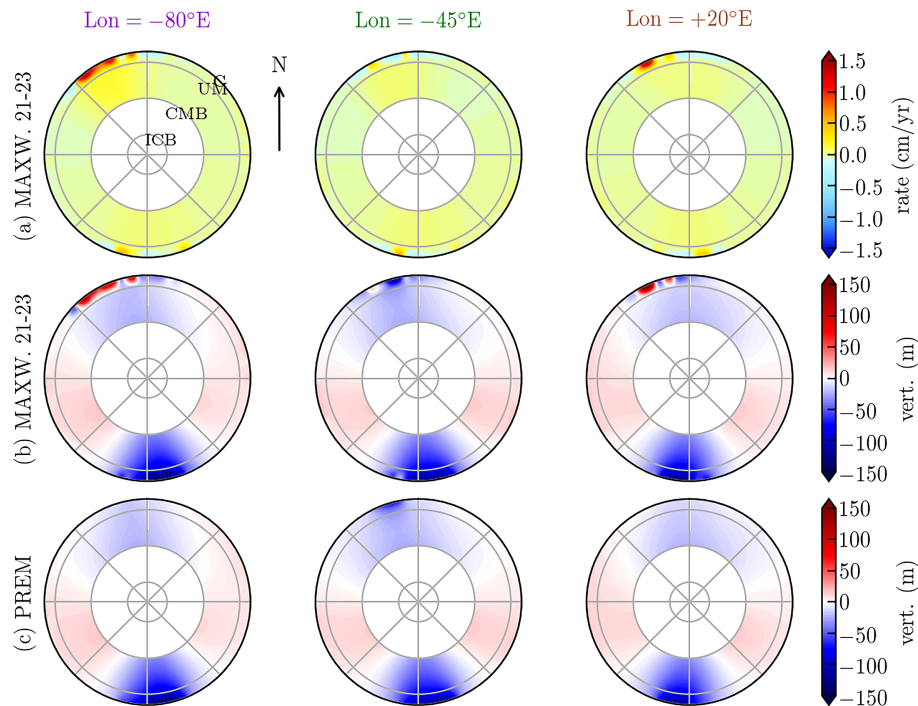 Lon = −80°E
Lon = −45°E
Lon = +20°E
(a) MAXW. 21-23
C
UM
CMB
ICB
N
1.5
1.0
0.5
0.0
−0.5
−1.0
−1.5
rate (cm/yr)
(b) MAXW. 21-23
150
100
50
0
−50
−100
−150
vert. (m)
(c) PREM
150
100
50
0
−50
−100
−150
vert. (m)